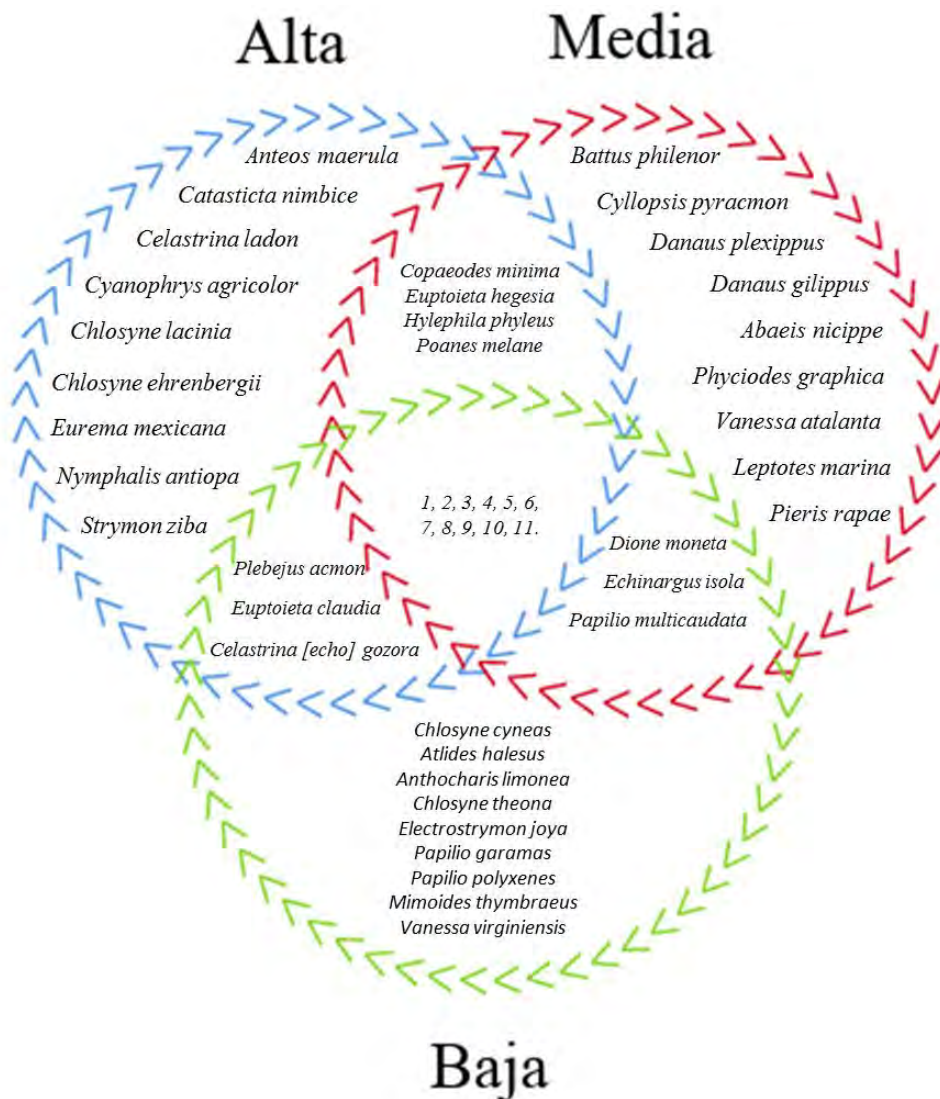 Alta
Media
Anteos maerula
Catasticta nimbice
Celastrina ladon
Cyanophrys agricolor
Chlosyne lacinia
Chlosyne ehrenbergii
Eurema mexicana
Nymphalis antiopa
Strymon ziba
Copaeodes minima
Euptoieta hegesia
Hylephila phyleus
Poanes melane
Battus philenor
Cyllopsis pyracmon
Danaus plexippus
Danaus gilippus
Abaeis nicippe
Phyciodes graphica
Vanessa atalanta
Leptotes marina
Pieris rapae
1, 2, 3, 4, 5, 6,
7, 8, 9, 10, 11.
Plebejus acmon
Euptoieta claudia
Celastrina [echo] gozora
Dione moneta
Echinargus isola
Papilio multicaudata
Chlosyne cyneas
Atlides halesus
Anthocharis limonea
Chlosyne theona
Electrostrymon joya
Papilio garamas
Papilio polyxenes
Mimoides thymbraeus
Vanessa virginiensis
Baja